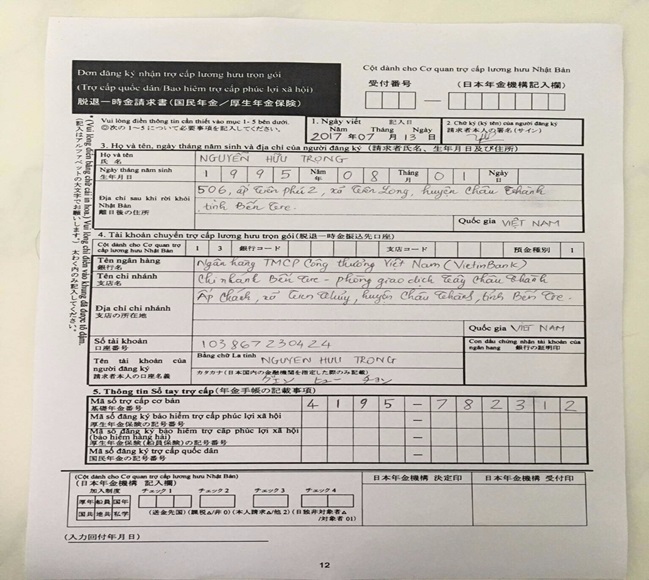 Đơn đăng ký nhận trợ cấp lương hưu trọn gói
(Trợ cấp quốc dân/Bảo hiểm trợ cấp phúc lợi xã hội)
脱退一時金請求書(国民年金/厚生年金保険)
Cột dành cho Cơ quan trợ cấp lương hưu Nhật Bản
受付番号 (日本年金機構記入欄)
Vui lòng điền thông tin cần thiết vào mục 1-5 bên dưới.
◎次の1~5について必要事項を記入してください。
1. Ngày viết 記入日
Năm Tháng Ngày
2017年07月13日
2. Chữ ký (ký tên) của người đăng ký
請求者本人の署名(サイン)
3. Họ và tên, ngày tháng năm sinh và địa chỉ của người đăng ký (請求者氏名、生年月日及び住所)
Họ và tên
氏名
NGUYỄN HỮU TRỌNG
Ngày tháng năm sinh
生年月日
1 9 9 5 Năm 年 0 8 Tháng 月 0 1 Ngày 日
Địa chỉ sau khi rời khỏi Nhật Bản
離日後の住所
506, ấp Tân phú 2, xã Tân Long, huyện Châu Thành
tỉnh Bến Tre.
Quốc gia VIỆT NAM
4. Tài khoản chuyển trợ cấp lương hưu trọn gói(脱退一時金振込先口座)
Cột dành cho Cơ quan trợ cấp lương hưu Nhật Bản 1 3 銀行コード 支店コード 預金種別 1
Tên ngân hàng
銀行名
Ngân hàng TMCP Công thương Việt Nam (VietinBank)
Tên chi nhánh
支店名
Chi nhánh Bến Tre - phòng giao dịch Tây Châu Thành
Địa chỉ chi nhánh
支店の所在地
Ấp Chánh, xã Tân Thủy, huyện Châu Thành, tỉnh Bến Tre.
Quốc gia VIỆT NAM
Số tài khoản
口座番号
103867230424
Con dấu chứng nhận tài khoản của ngân hàng 銀行の証明印
Tên tài khoản của người đăng ký
請求者本人の口座名義
Bằng chữ La tinh NGUYEN HUU TRONG
カタカナ(日本国内の金融機関を指定した際のみ記載)
5. Thông tin Sổ tay trợ cấp(年金手帳の記載事項)
Mã số trợ cấp cơ bản
基礎年金番号
4 1 9 5 - 7 8 2 3 1 2
Mã số đăng ký bảo hiểm trợ cấp phúc lợi xã hội
厚生年金保険の記号番号
Mã số đăng ký bảo hiểm trợ cấp phúc lợi xã hội
(bảo hiểm hàng hải)
厚生年金保険(船員保険)の記号番号
Mã số đăng ký trợ cấp quốc dân
国民年金の記号番号
(Cột dành cho Cơ quan trợ cấp lương hưu Nhật Bản)
(日本年金機構 記入欄)
日本年金機構 決定印
日本年金機構 受付印
加入制度 チェック1 チェック2 チェック3 チェック4
厚年 船員 国年
国共 地共 私学
(送金先国) (課税△/非0) (本人請求△/他2) (日独非対象者△/対象者01)
(入力回付年月日)
12